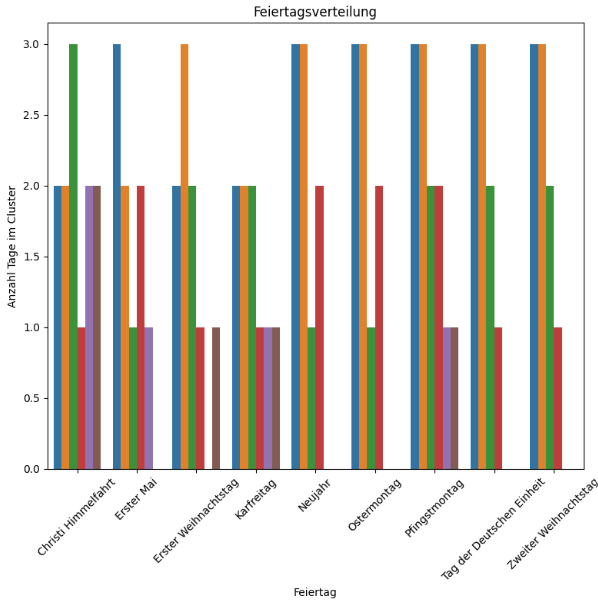 Feiertagsverteilung
Anzahl Tage im Cluster
3.0
2.5
2.0
1.5
1.0
0.5
0.0
Christi Himmelfahrt
Erster Mai
Erster Weihnachtstag
Karfreitag
Neujahr
Ostermontag
Pfingstmontag
Tag der Deutschen Einheit
Zweiter Weihnachtstag
Feiertag